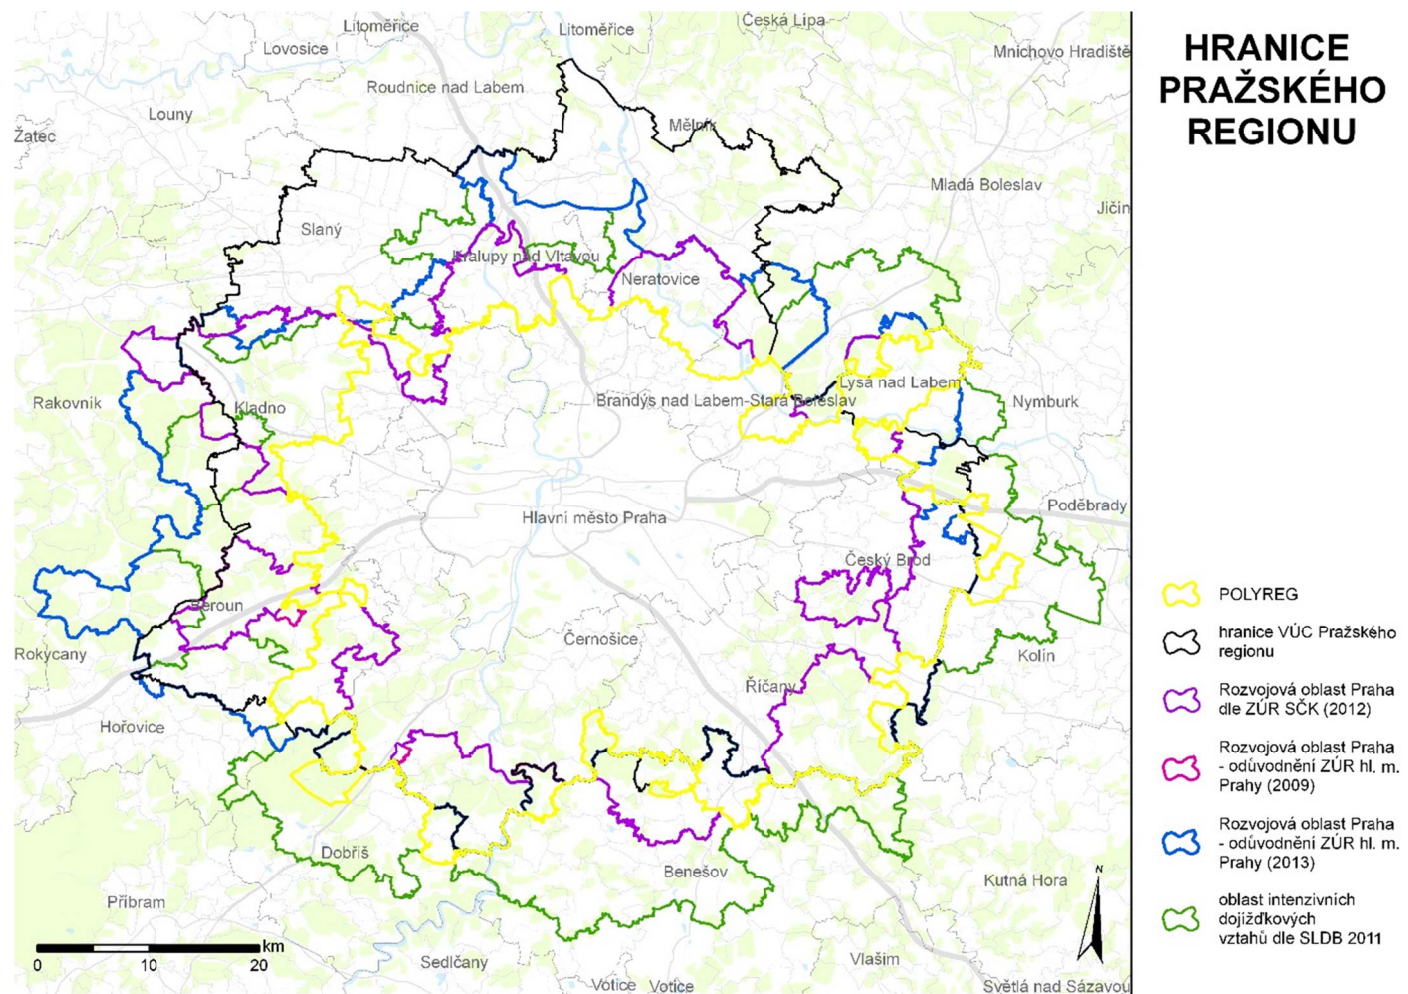 HRANICE
PRAŽSKÉHO
REGIONU
Litoměřice
Litoměřice
Česká Lípa
Lovosice
Mnichovo Hradiště
Roudnice nad Labem
Louny
Mělník
Žatec
Mladá Boleslav
Jičín
Slaný
Kralupy nad Vltavou
Neratovice
Lysá nad Labem
Rakovník
Kladno
Brandýs nad Labem-Stará Boleslav
Nymburk
Poděbrady
Hlavní město Praha
Český Brod
Beroun
Černošice
Rokycany
Kolín
Říčany
Hořovice
Dobříš
Benešov
Kutná Hora
Příbram
Sedlčany
Vlašim
Votice
Votice
Světlá nad Sázavou
N
km
0
10
20
POLYREG
hranice VÚC Pražského
regionu
Rozvojová oblast Praha
dle ZÚR SČK (2012)
Rozvojová oblast Praha
- odůvodnění ZÚR hl. m.
Prahy (2009)
Rozvojová oblast Praha
- odůvodnění ZÚR hl. m.
Prahy (2013)
oblast intenzivních
dojížďkových
vztahů dle SLDB 2011